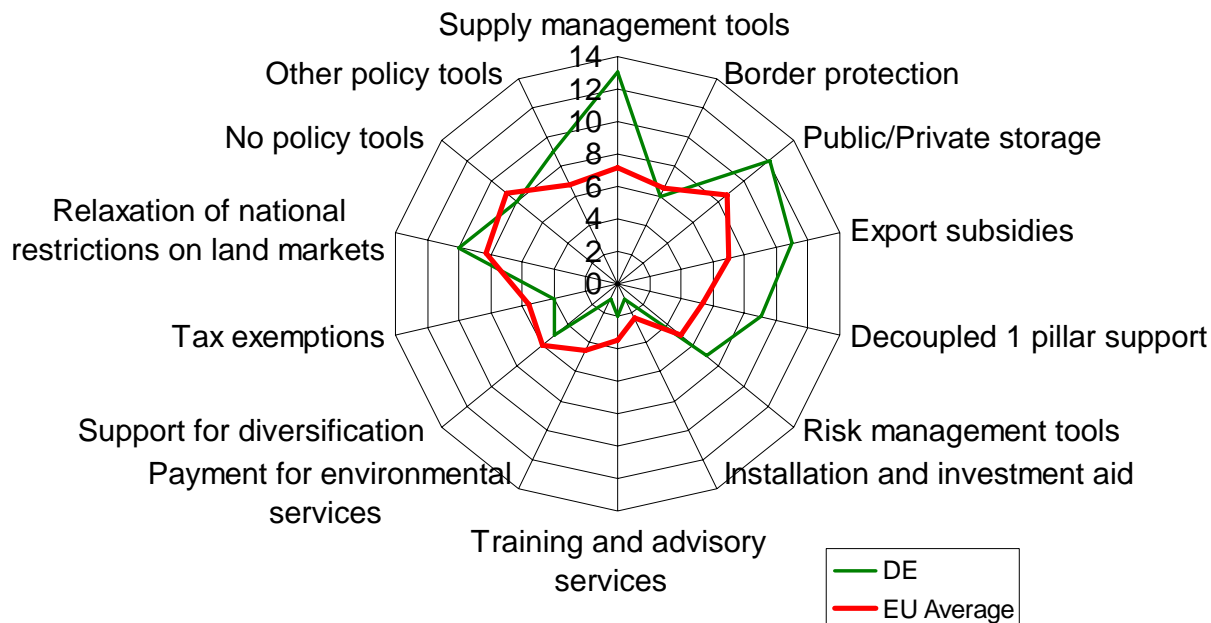 Supply management tools
14
12
10
8
6
4
2
0
Border protection
Public/Private storage
Export subsidies
Decoupled 1 pillar support
Risk management tools
Installation and investment aid
Training and advisory
services
Payment for environmental
services
Support for diversification
Tax exemptions
Relaxation of national
restrictions on land markets
No policy tools
Other policy tools
DE
EU Average